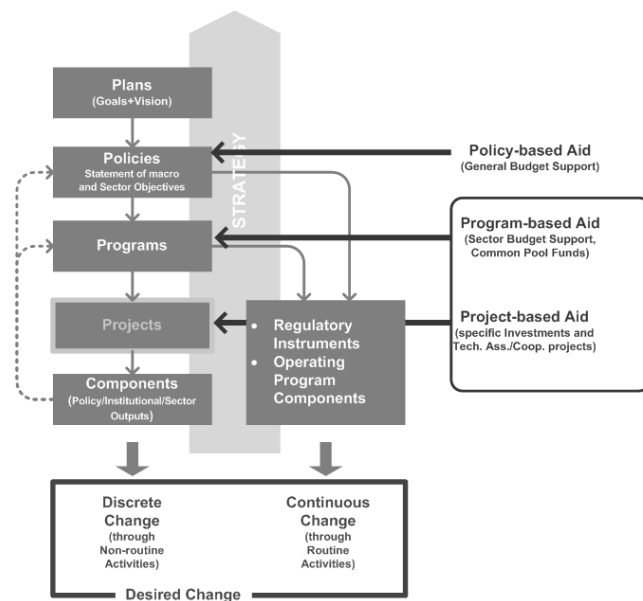 Plans
(Goals+Vision)
STRATEGY
Policies
Statement of macro
and Sector Objectives
Policy-based Aid
(General Budget Support)
Programs
Program-based Aid
(Sector Budget Support,
Common Pool Funds)
Projects
• Regulatory
Instruments
• Operating
Program
Components
Project-based Aid
(specific Investments and
Tech. Ass./Coop. projects)
Components
(Policy/Institutional/Sector
Outputs)
Discrete
Change
(through
Non-routine
Activities)
Continuous
Change
(through
Routine
Activities)
Desired Change